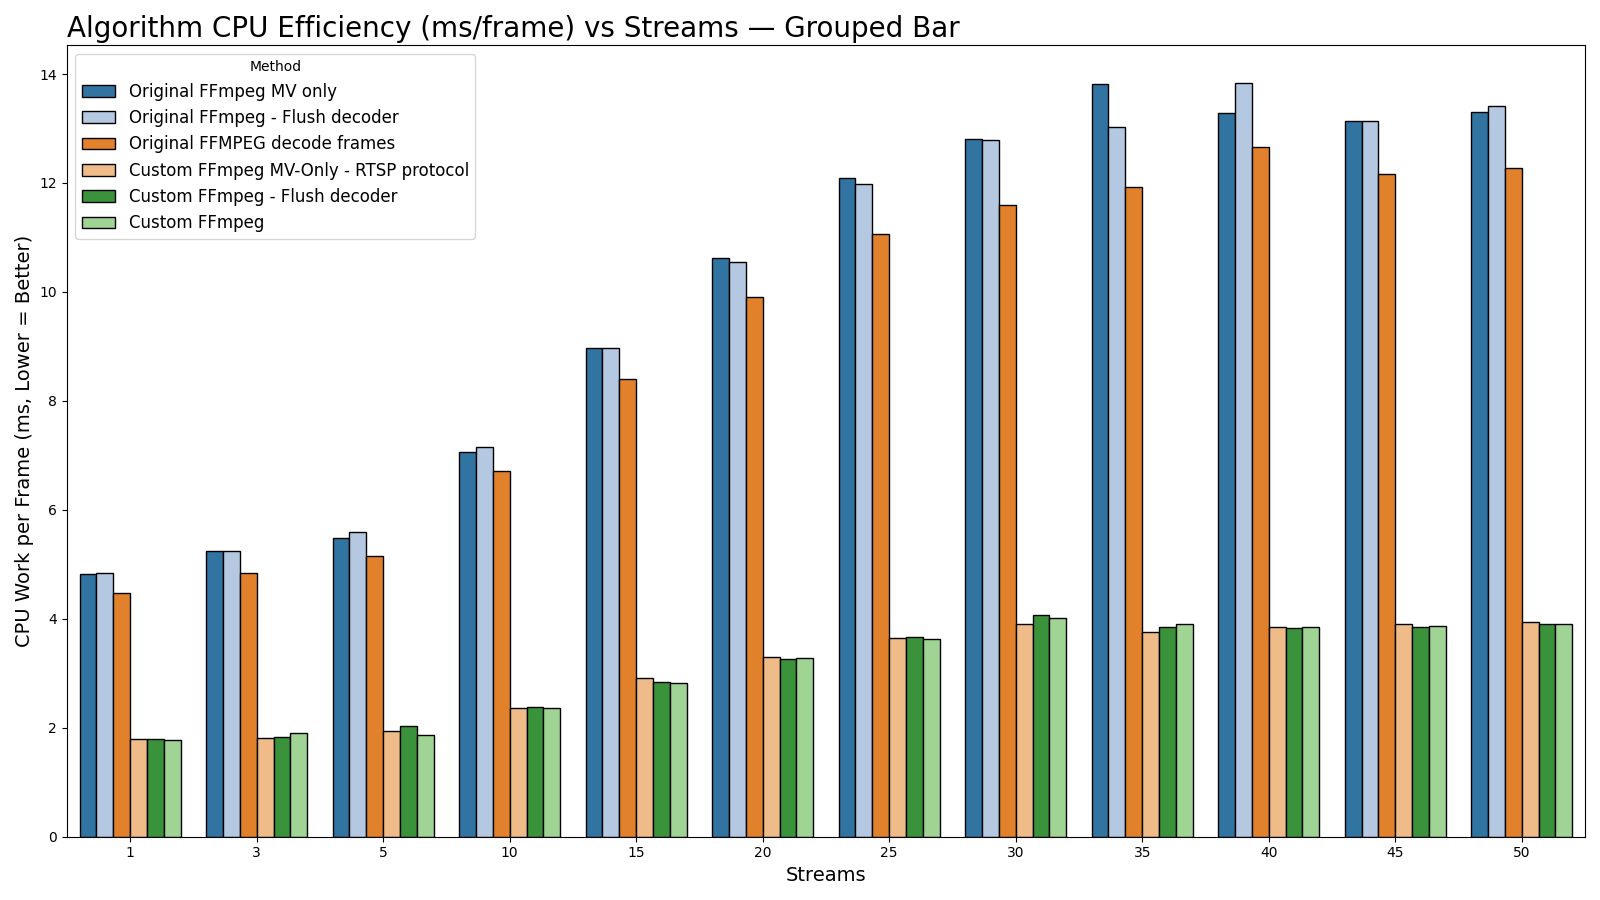 Algorithm CPU Efficiency (ms/frame) vs Streams — Grouped Bar
Method
Original FFmpeg MV only
Original FFmpeg - Flush decoder
Original FFMPEG decode frames
Custom FFmpeg MV-Only - RTSP protocol
Custom FFmpeg - Flush decoder
Custom FFmpeg
CPU Work per Frame (ms, Lower = Better)
14
12
10
8
6
4
2
0
1 3 5 10 15 20 25 30 35 40 45 50
Streams